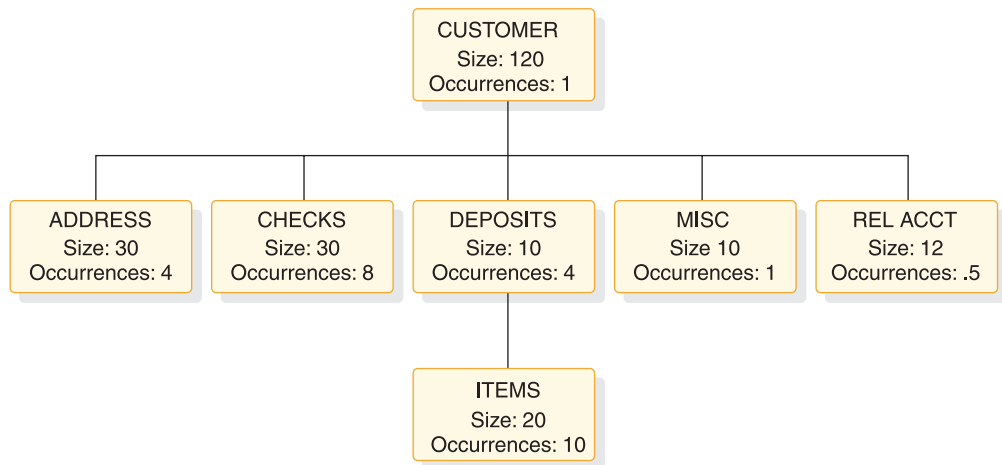 CUSTOMER
Size: 120
Occurrences: 1
ADDRESS
Size: 30
Occurrences: 4
CHECKS
Size: 30
Occurrences: 8
DEPOSITS
Size: 10
Occurrences: 4
MISC
Size 10
Occurrences: 1
REL ACCT
Size: 12
Occurrences: .5
ITEMS
Size: 20
Occurrences: 10